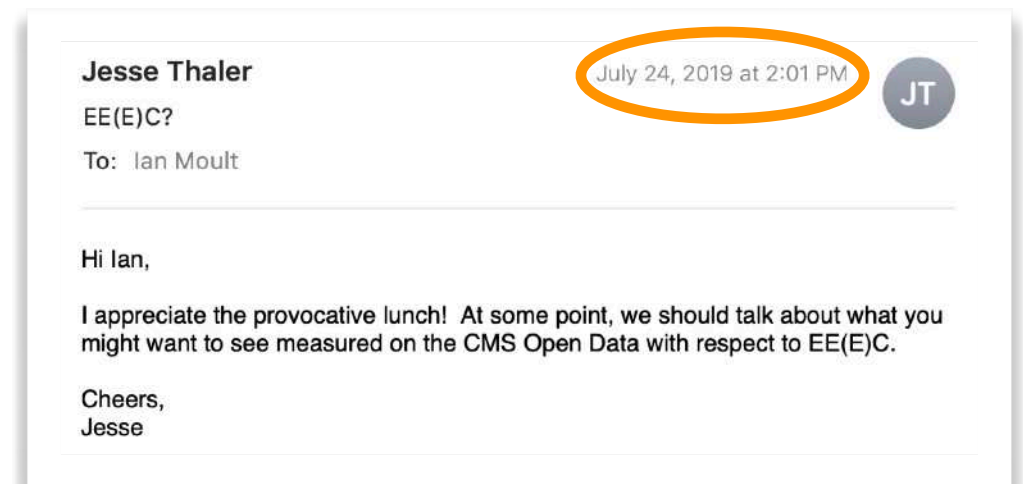 Jesse Thaler
July 24, 2019 at 2:01 PM
JT
EE(E)C?
To: Ian Moult
Hi Ian,
I appreciate the provocative lunch! At some point, we should talk about what you
might want to see measured on the CMS Open Data with respect to EE(E)C.
Cheers,
Jesse